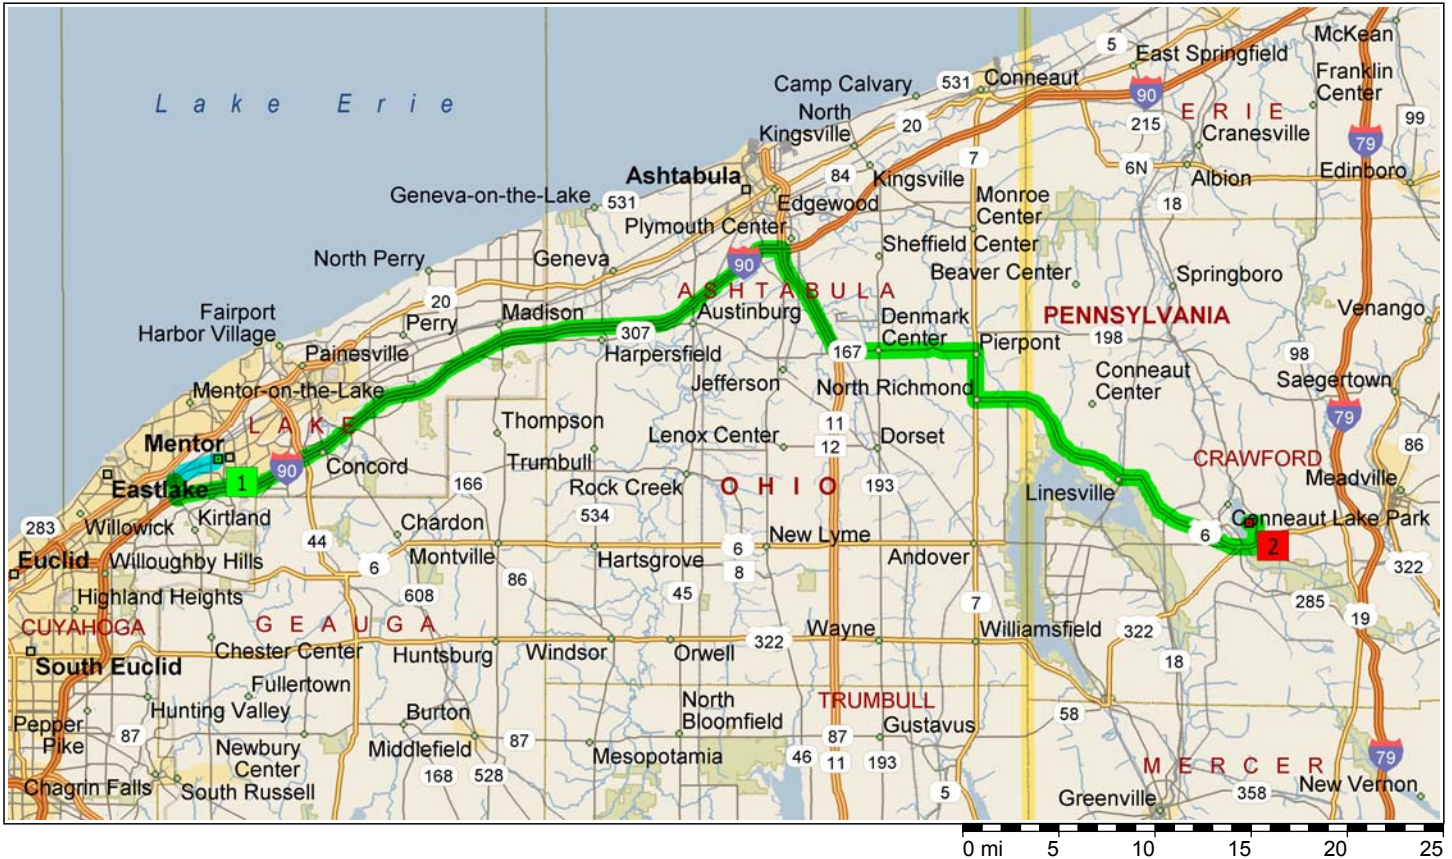 McKean
5
East Springfield
Franklin
Center
Camp Calvary
531
Conneaut
90
Lake Erie
ERIE
99
North
Kingsville
20
215
Cranesville
79
7
6N
Ashtabula
84
Kingsville
Albion
Edinboro
Geneva-on-the-Lake
531
Edgewood
Monroe
Center
18
Plymouth Center
Sheffield Center
North Perry
Geneva
90
Beaver Center
Springboro
ASHTABULA
20
Fairport
Harbor Village
Madison
Austinburg
Denmark
Center
PENNSYLVANIA
Venango
Perry
307
Pierpont
198
Painesville
Harpersfield
167
98
Mentor-on-the-Lake
Jefferson
North Richmond
Conneaut
Center
Saegertown
LAKE
Thompson
11
79
Mentor
Lenox Center
12
Dorset
86
Concord
Trumbull
CRAWFORD
90
1
166
Rock Creek
OHIO
193
Linesville
Meadville
Eastlake
283
Willowick
Kirtland
534
Conneaut Lake Park
Chardon
44
New Lyme
6
2
Euclid
Willoughby Hills
6
Montville
Hartsgrove
6
Andover
322
86
8
Highland Heights
608
45
7
285
CUYAHOGA
GEAUGA
19
Chester Center
Huntsburg
Windsor
Orwell
322
Wayne
Williamsfield
322
South Euclid
18
Fullertown
Hunting Valley
Burton
North
Bloomfield
TRUMBULL
Gustavus
58
Pepper
Pike
87
Newbury
Center
Middlefield
87
Mesopotamia
87
79
Chagrin Falls
South Russell
168
528
46
11
193
MERCER
New Vernon
5
Greenville
358
0 mi 5 10 15 20 25